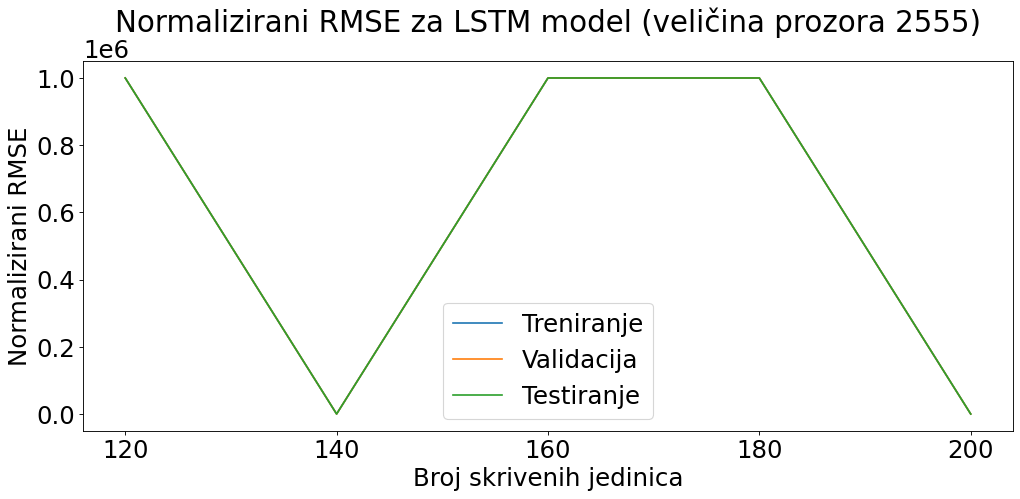 Normalizirani RMSE za LSTM model (veličina prozora 2555)
1e6
1.0
0.8
0.6
0.4
0.2
0.0
Normalizirani RMSE
Treniranje
Validacija
Testiranje
120 140 160 180 200
Broj skrivenih jedinica